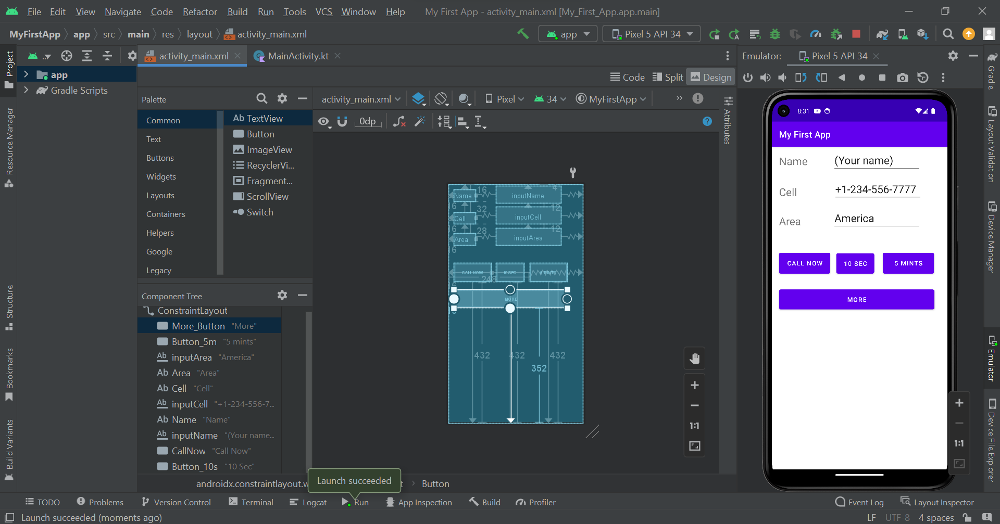 File Edit View Navigate Code Refactor Build Run Tools VCS Window Help My First App - activity_main.xml [My_First_App.app.main]
MyFirstApp app src main res layout activity_main.xml app Pixel 5 API 34
Project
Resource Manager
Structure
Bookmarks
Build Variants
app
Gradle Scripts
activity_main.xml MainActivity.kt
Code Split Design
Palette
Common
Text
Buttons
Widgets
Layouts
Containers
Helpers
Google
Legacy
Ab TextView
Button
ImageView
RecyclerVi...
Fragment...
ScrollView
Switch
activity_main.xml Pixel 34 MyFirstApp
0dp
Attributes
Component Tree
ConstraintLayout
More_Button "More"
Button_5m "5 mints"
Ab inputArea "America"
Ab Area "Area"
Ab Cell "Cell"
Ab inputCell "+1-234-556-7...
Ab Name "Name"
Ab inputName "(Your name...
CallNow "Call Now"
Button_10s "10 Sec"
16 4
Name inputName
16 32 12
Cell inputCell
16 28 12
Area inputArea
16
CALL NOW 10 SEC 5 MINTS
248
MORE
432 432 432
352
1:1
androidx.constraintlayout.w t Button
Launch succeeded
Emulator: Pixel 5 API 34
8:31
My First App
Name (Your name)
Cell +1-234-556-7777
Area America
CALL NOW 10 SEC 5 MINTS
MORE
1:1
Gradle
Layout Validation
Device Manager
Emulator
Device File Explorer
TODO Problems Version Control Terminal Logcat Run App Inspection Build Profiler Event Log Layout Inspector
Launch succeeded (moments ago) LF UTF-8 4 spaces